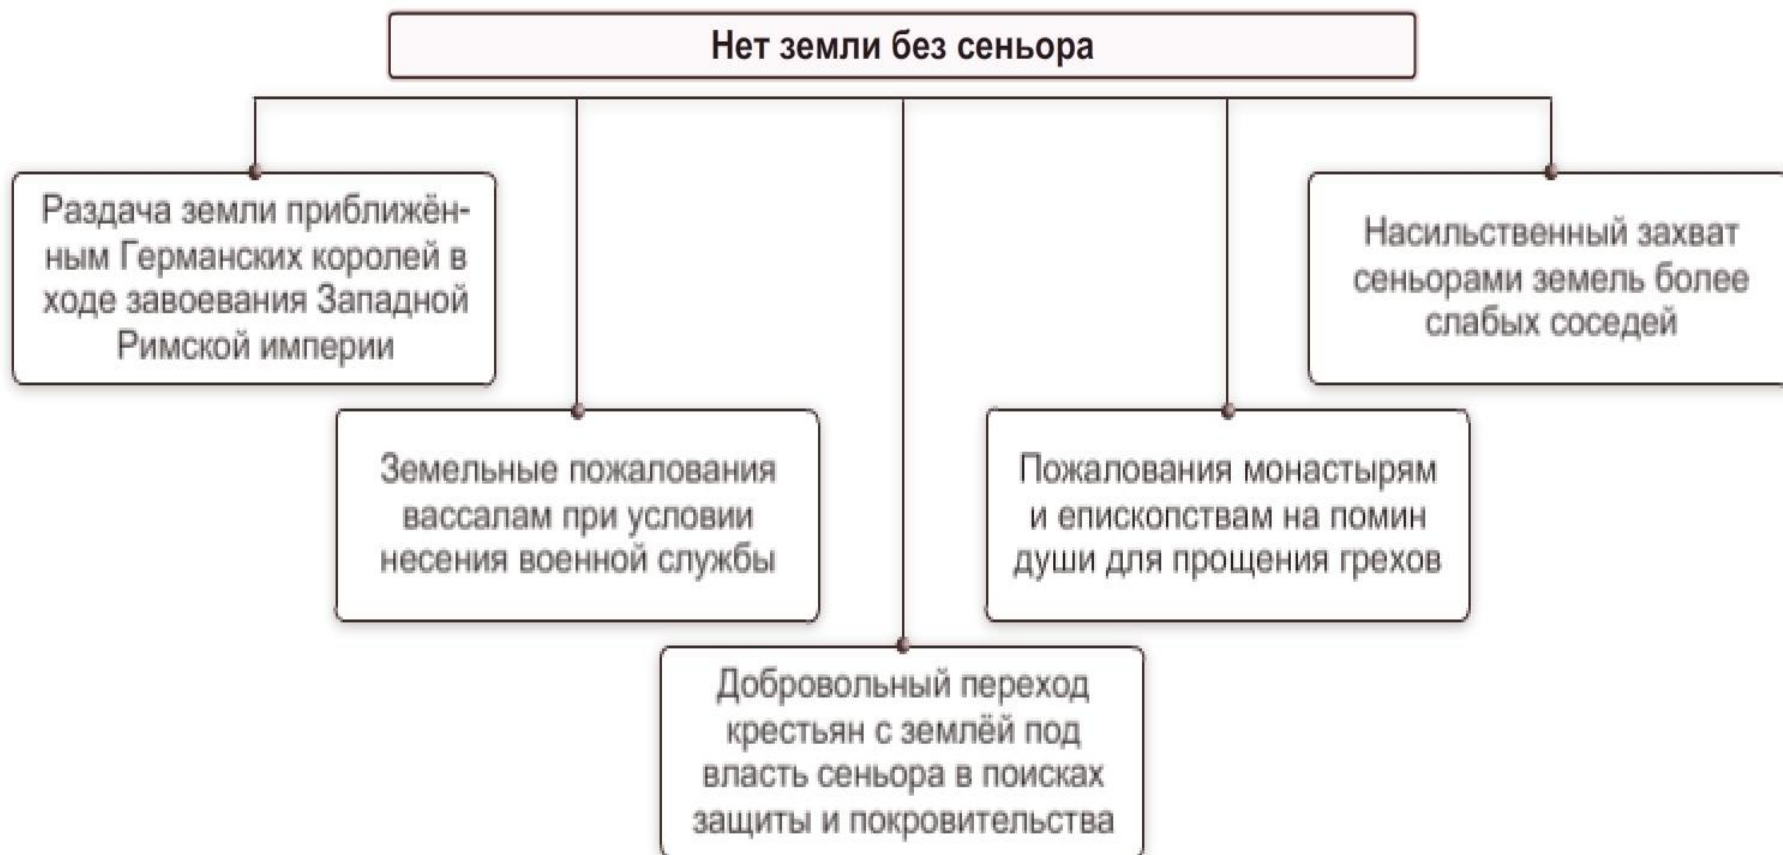 Нет земли без сеньора
Раздача земли приближён-
ным Германских королей в
ходе завоевания Западной
Римской империи
Земельные пожалования
вассалам при условии
несения военной службы
Добровольный переход
крестьян с землёй под
власть сеньора в поисках
защиты и покровительства
Пожалования монастырям
и епископствам на помин
души для прощения грехов
Насильственный захват
сеньорами земель более
слабых соседей